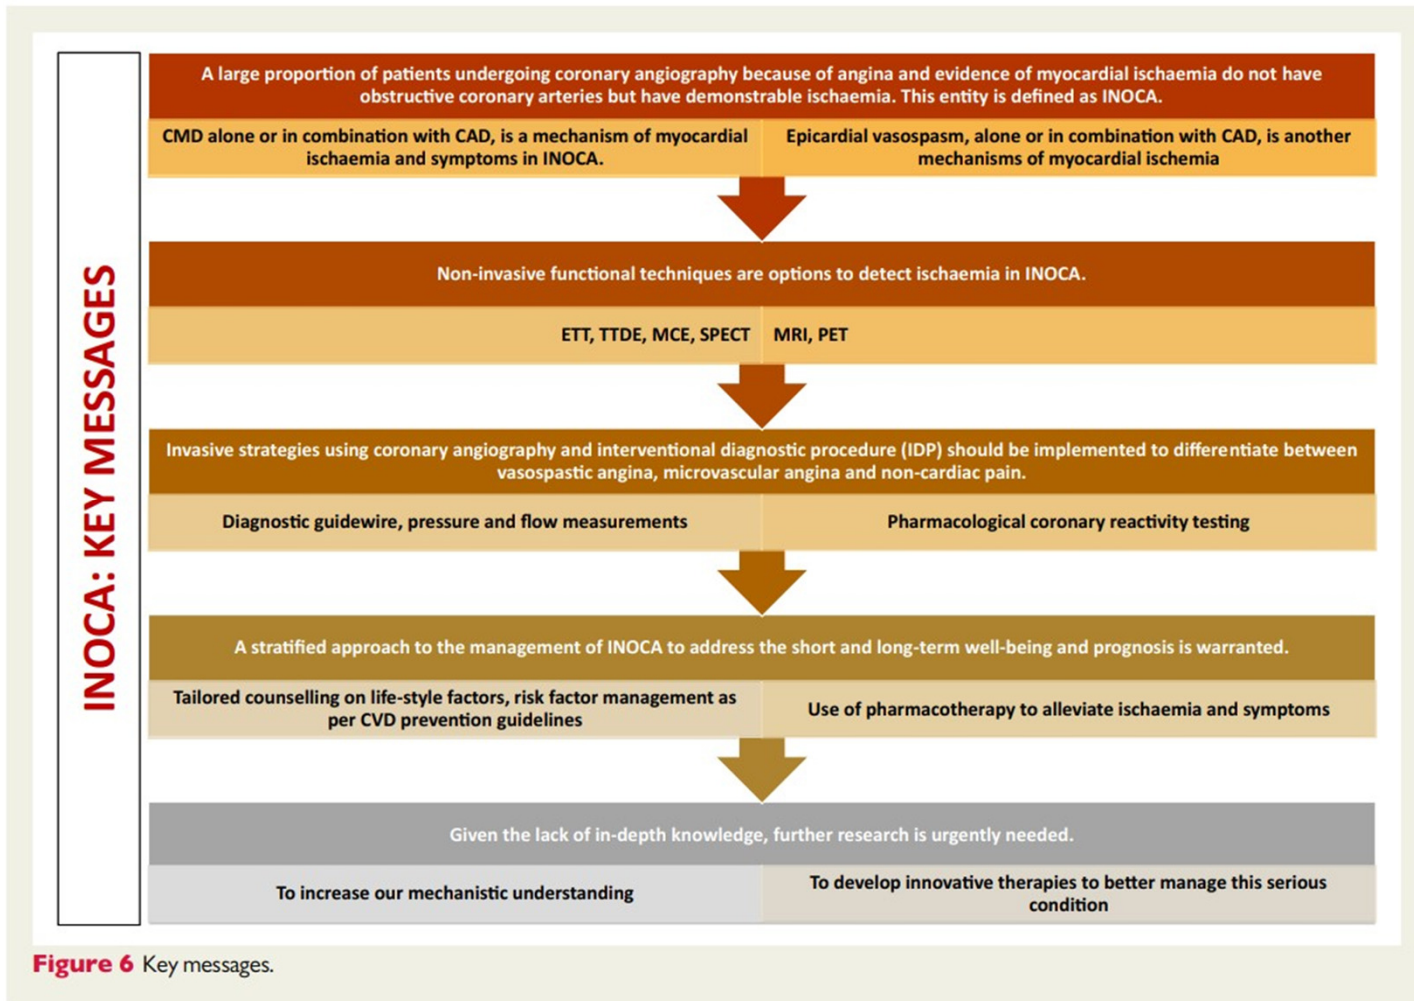 INOCA: KEY MESSAGES
A large proportion of patients undergoing coronary angiography because of angina and evidence of myocardial ischaemia do not have
obstructive coronary arteries but have demonstrable ischaemia. This entity is defined as INOCA.
CMD alone or in combination with CAD, is a mechanism of myocardial
ischaemia and symptoms in INOCA.
Epicardial vasospasm, alone or in combination with CAD, is another
mechanisms of myocardial ischemia
Non-invasive functional techniques are options to detect ischaemia in INOCA.
ETT, TTDE, MCE, SPECT
MRI, PET
Invasive strategies using coronary angiography and interventional diagnostic procedure (IDP) should be implemented to differentiate between
vasospastic angina, microvascular angina and non-cardiac pain.
Diagnostic guidewire, pressure and flow measurements
Pharmacological coronary reactivity testing
A stratified approach to the management of INOCA to address the short and long-term well-being and prognosis is warranted.
Tailored counselling on life-style factors, risk factor management as
per CVD prevention guidelines
Use of pharmacotherapy to alleviate ischaemia and symptoms
Given the lack of in-depth knowledge, further research is urgently needed.
To increase our mechanistic understanding
To develop innovative therapies to better manage this serious
condition
Figure 6 Key messages.